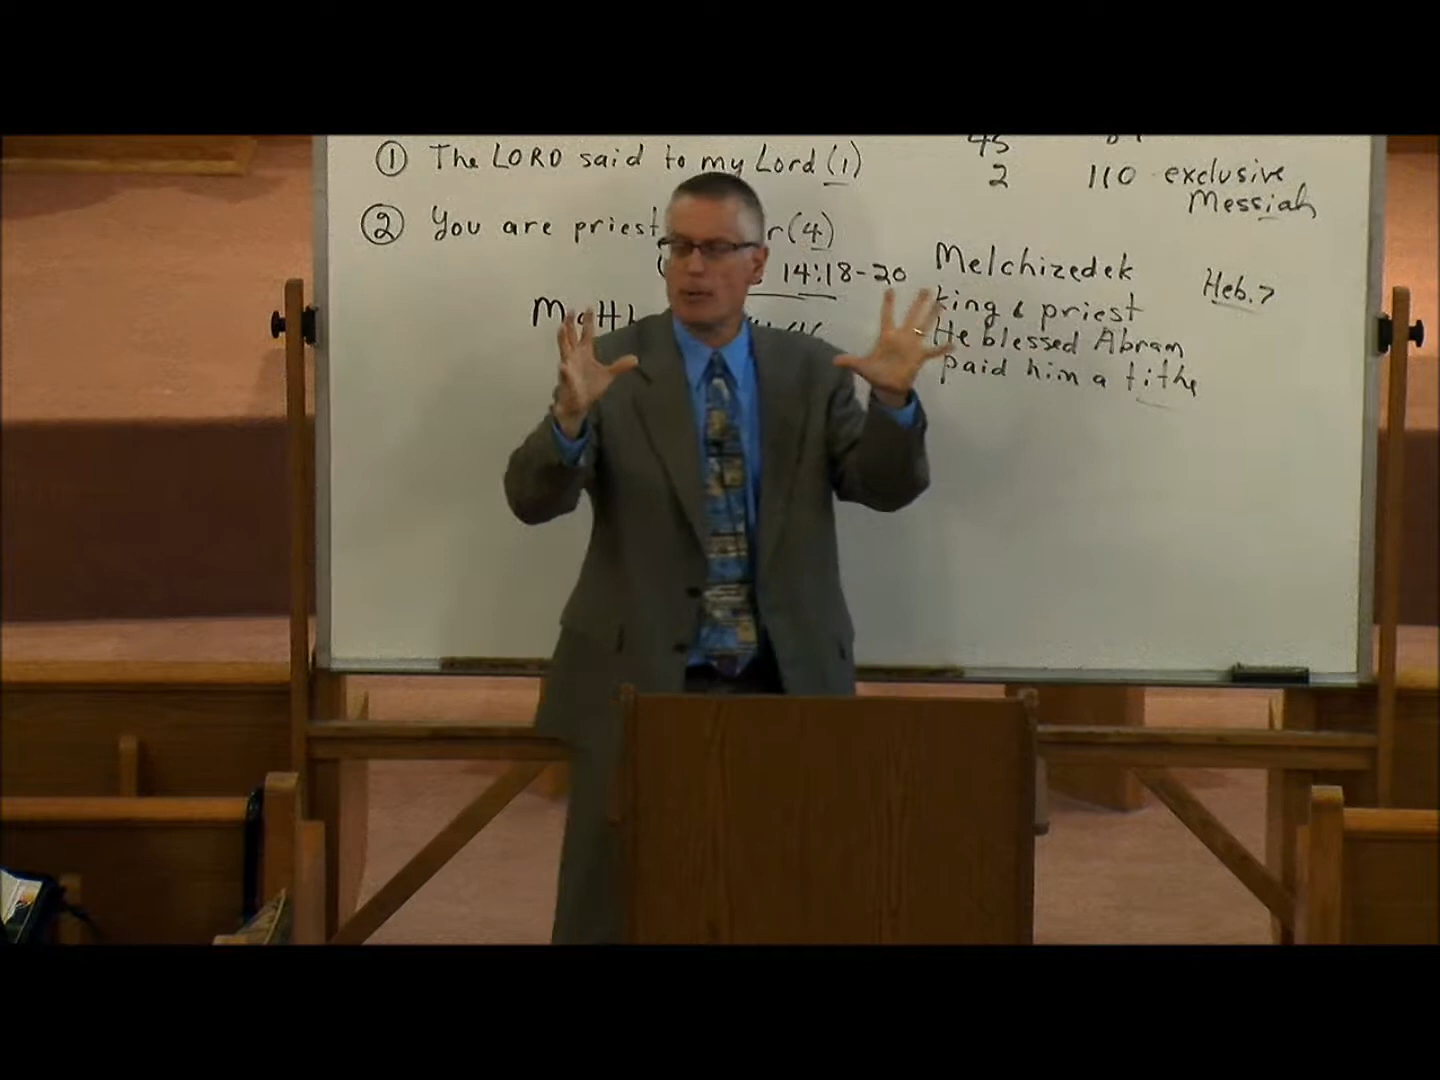 ① The LORD said to my Lord (1)
45
2 110 exclusive
Messiah
② You are priest r (4)
14:18-20
Melchizedek
king & priest
He blessed Abram
paid him a tithe
Heb. 7